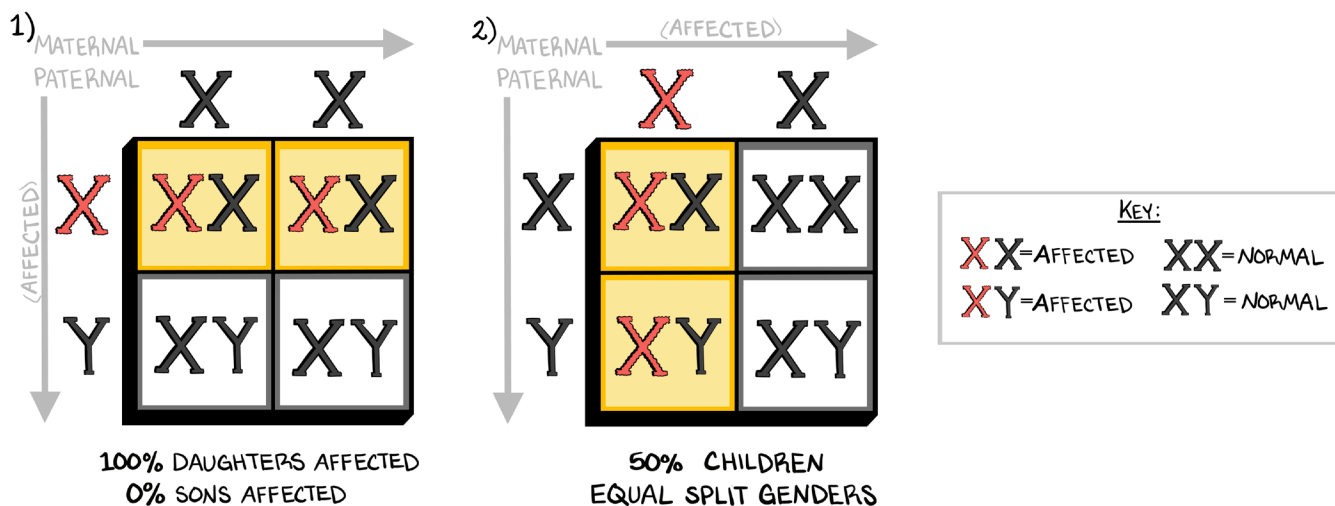 1)
MATERNAL
PATERNAL
(AFFECTED)
X X
X XX XX
Y XY XY
100% DAUGHTERS AFFECTED
0% SONS AFFECTED
2)
MATERNAL
(AFFECTED)
PATERNAL
X X
X XX XX
Y XY XY
50% CHILDREN
EQUAL SPLIT GENDERS
KEY:
XX=AFFECTED XX=NORMAL
XY=AFFECTED XY=NORMAL